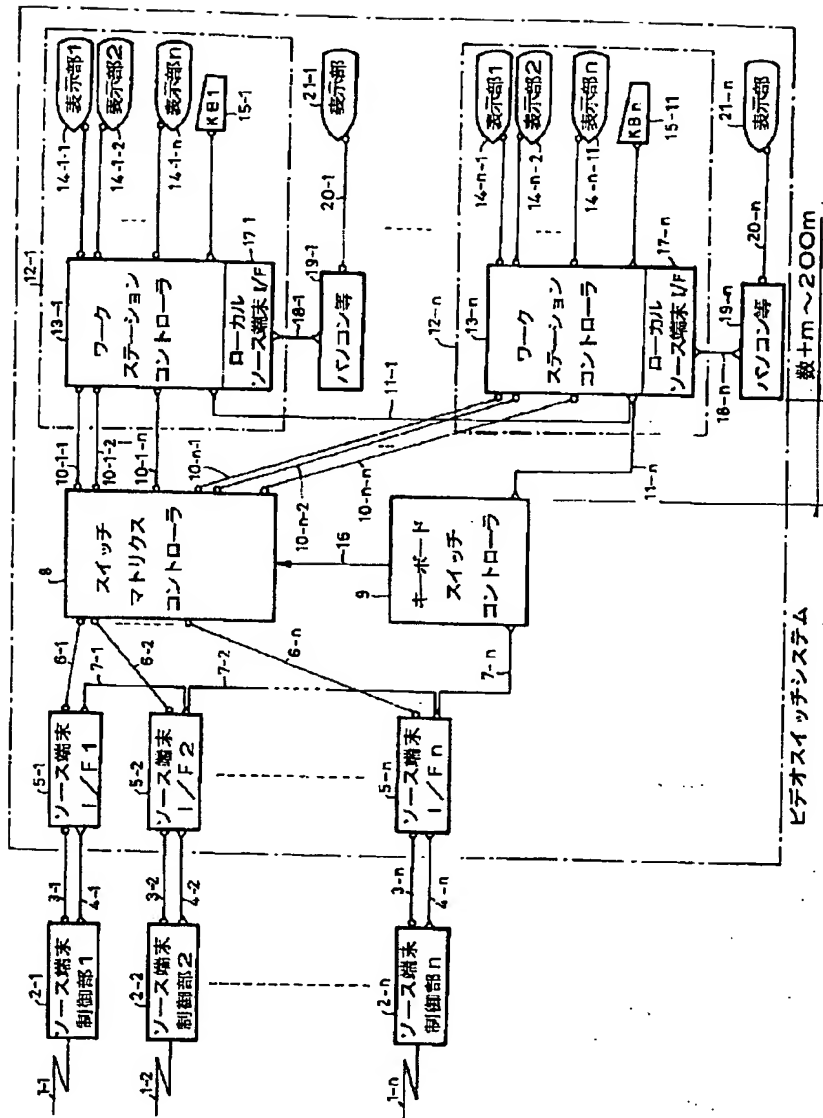 1-1
2-1
ソース端末
制御部1
3-1
4-1
5-1
ソース端末
I/F1
6-1
7-1
1-2
2-2
ソース端末
制御部2
3-2
4-2
5-2
ソース端末
I/F2
6-2
7-2
1-n
2-n
ソース端末
制御部n
3-n
4-n
5-n
ソース端末
I/Fn
6-n
7-n
8
スイッチ
マトリクス
コントローラ
16
9
キーボード
スイッチ
コントローラ
10-1-1
10-1-2
10-1-n
10-n-1
10-n-2
10-n-n
11-1
11-n
12-1
13-1
ワーク
ステーション
コントローラ
ローカル
ソース端末I/F
17 1
14-1-1
表示部1
14-1-2
表示部2
14-1-n
表示部n
KB1
15-1
18-1
19-1
パソコン等
20-1
21-1
表示部
12-n
13-n
ワーク
ステーション
コントローラ
ローカル
ソース端末I/F
17-n
14-n-1
表示部1
14-n-2
表示部2
14-n-11
表示部n
KBn
15-11
18-n
19-n
パソコン等
20-n
21-n
表示部
数+m~200m
ビデオスイッチシステム